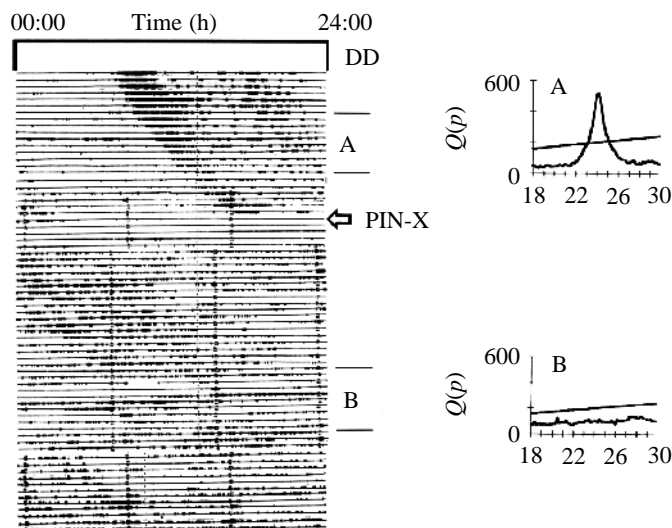 00:00 Time (h) 24:00
DD
A
PIN-X
B
A
600
Q(p)
0
18 22 26 30
B
600
Q(p)
0
18 22 26 30